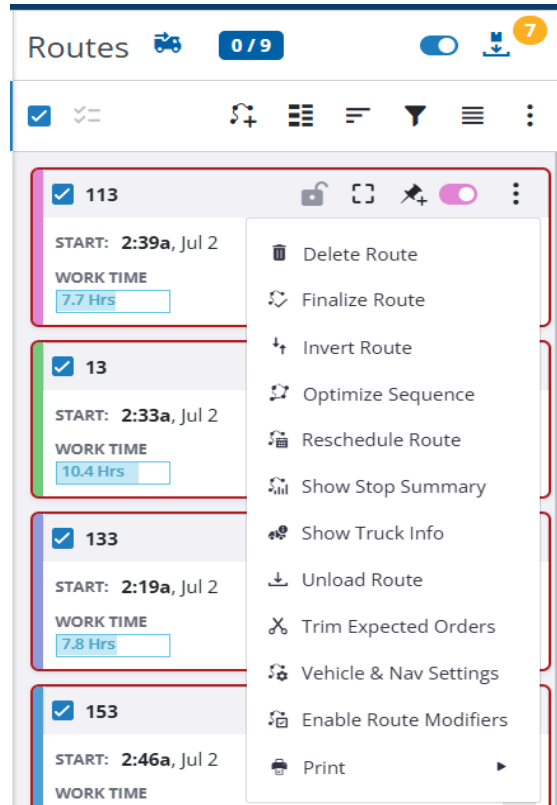 Routes 0 / 9 7
113
START: 2:39a, Jul 2
WORK TIME
7.7 Hrs
Delete Route
Finalize Route
Invert Route
Optimize Sequence
Reschedule Route
Show Stop Summary
Show Truck Info
Unload Route
Trim Expected Orders
Vehicle & Nav Settings
Enable Route Modifiers
Print
13
START: 2:33a, Jul 2
WORK TIME
10.4 Hrs
133
START: 2:19a, Jul 2
WORK TIME
7.8 Hrs
153
START: 2:46a, Jul 2
WORK TIME